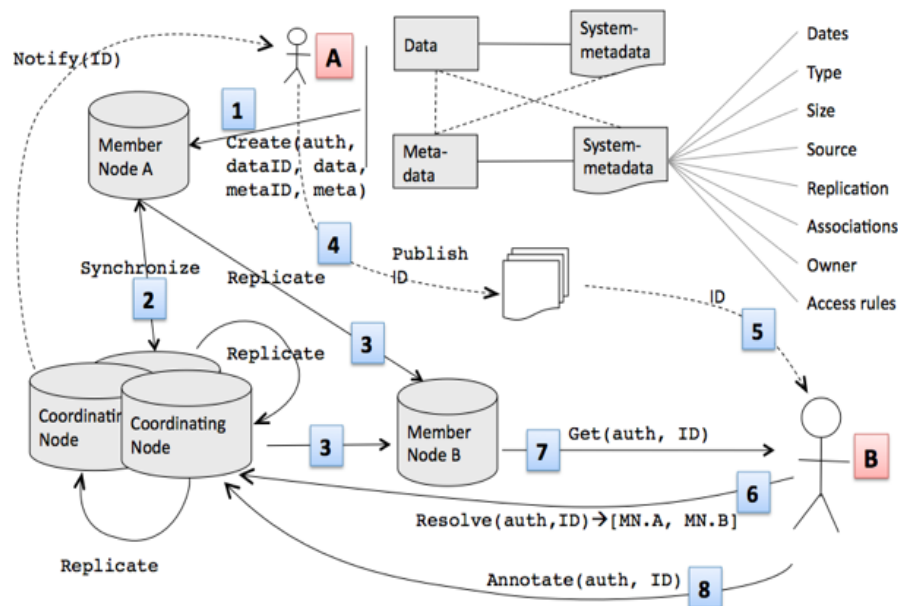 Notify(ID)
A
1
Member
Node A
Create(auth,
dataID, data,
metaID, meta)
Data
System-
metadata
Meta-
data
System-
metadata
Dates
Type
Size
Source
Replication
Associations
Owner
Access rules
4
Publish
ID
ID
5
Synchronize
2
Replicate
3
Replicate
Coordinatin
Node
Coordinating
Node
3
Member
Node B
7
Get(auth, ID)
B
6
Resolve(auth,ID)→[MN.A, MN.B]
Replicate
Annotate(auth, ID)
8